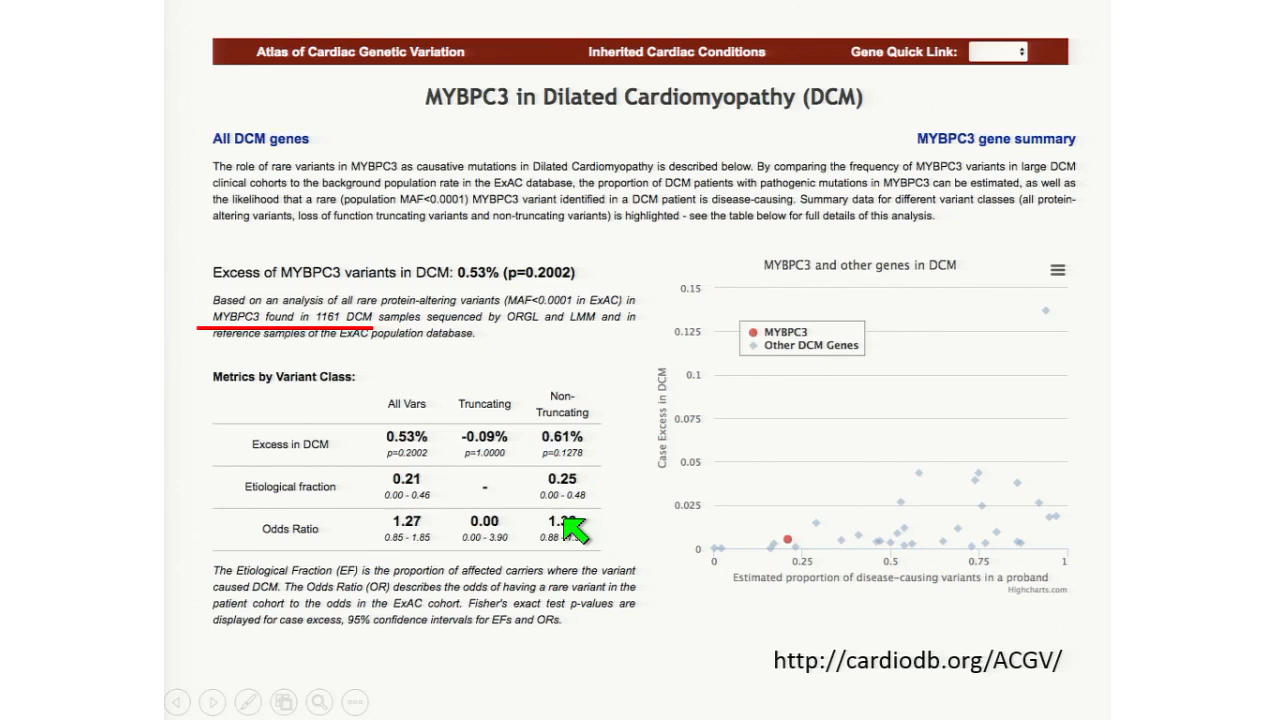 Atlas of Cardiac Genetic Variation Inherited Cardiac Conditions Gene Quick Link:
MYBPC3 in Dilated Cardiomyopathy (DCM)
All DCM genes MYBPC3 gene summary
The role of rare variants in MYBPC3 as causative mutations in Dilated Cardiomyopathy is described below. By comparing the frequency of MYBPC3 variants in large DCM
clinical cohorts to the background population rate in the ExAC database, the proportion of DCM patients with pathogenic mutations in MYBPC3 can be estimated, as well as
the likelihood that a rare (population MAF<0.0001) MYBPC3 variant identified in a DCM patient is disease-causing. Summary data for different variant classes (all protein-
altering variants, loss of function truncating variants and non-truncating variants) is highlighted - see the table below for full details of this analysis.
Excess of MYBPC3 variants in DCM: 0.53% (p=0.2002)
Based on an analysis of all rare protein-altering variants (MAF<0.0001 in ExAC) in
MYBPC3 found in 1161 DCM samples sequenced by ORGL and LMM and in
reference samples of the ExAC population database.
Metrics by Variant Class:
All Vars Truncating Non-
Truncating
Excess in DCM 0.53% -0.09% 0.61%
p=0.2002 p=1.0000 p=0.1278
Etiological fraction 0.21 - 0.25
0.00 - 0.46 0.00 - 0.48
Odds Ratio 1.27 0.00
0.85 - 1.85 0.00 - 3.90 0.88 -
The Etiological Fraction (EF) is the proportion of affected carriers where the variant
caused DCM. The Odds Ratio (OR) describes the odds of having a rare variant in the
patient cohort to the odds in the ExAC cohort. Fisher's exact test p-values are
displayed for case excess, 95% confidence intervals for EFs and ORs.
MYBPC3 and other genes in DCM
MYBPC3
Other DCM Genes
Case Excess in DCM
0.15
0.125
0.1
0.075
0.05
0.025
0
0 0.25 0.5 0.75 1
Estimated proportion of disease-causing variants in a proband
Highcharts.com
http://cardiodb.org/ACGV/